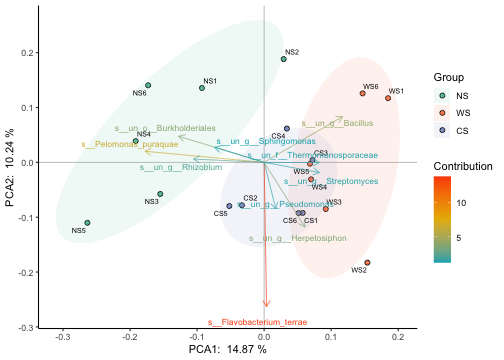 NS2
NS6
NS1
WS6
WS1
CS4
s__un_g__Bacillus
s__un_o__Burkholderiales
NS4
s__un_g__Sphingomonas
s__Pelomonas_puraquae
CS3
s__un_f__Thermomonosporaceae
s__un_g__Rhizobium
WS5
s__un_g__Streptomyces
WS4
NS3
CS2
s__un_g__Pseudomonas
WS3
CS5
CS6
CS1
NS5
s__un_g__Herpetosiphon
WS2
s__Flavobacterium_terrae
0.2
0.1
0.0
-0.1
-0.2
-0.3
PCA2: 10.24 %
-0.3
-0.2
-0.1
0.0
0.1
0.2
PCA1: 14.87 %
Group
NS
WS
CS
Contribution
10
5